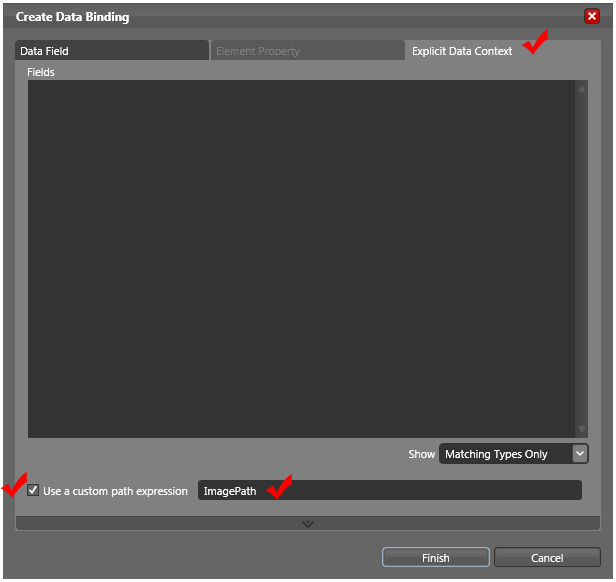 Create Data Binding
Data Field
Element Property
Explicit Data Context
Fields
Show
Matching Types Only
Use a custom path expression
ImagePath
Finish
Cancel